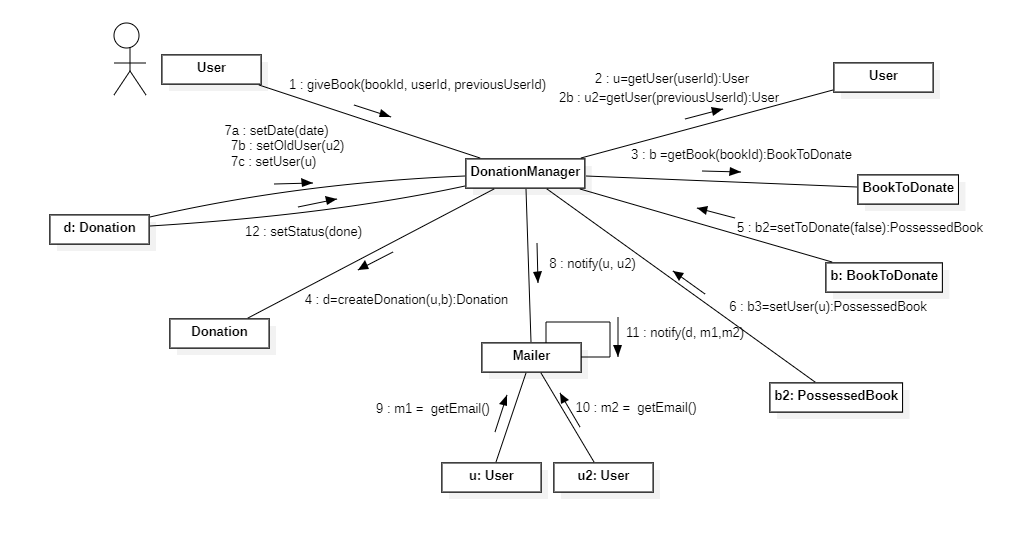 User
User
1 : giveBook(bookId, userId, previousUserId)
2 : u=getUser(userId):User
2b : u2=getUser(previousUserId):User
7a : setDate(date)
7b : setOldUser(u2)
7c : setUser(u)
3 : b =getBook(bookId):BookToDonate
DonationManager
BookToDonate
d: Donation
12 : setStatus(done)
5 : b2=setToDonate(false):PossessedBook
8 : notify(u, u2)
b: BookToDonate
4 : d=createDonation(u,b):Donation
6 : b3=setUser(u):PossessedBook
Donation
11 : notify(d, m1,m2)
Mailer
b2: PossessedBook
9 : m1 =  getEmail()
10 : m2 =  getEmail()
u: User
u2: User